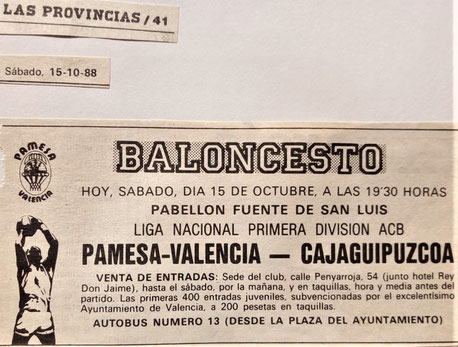 LAS PROVINCIAS/41
Sábado, 15-10-88
PAMESA
VALENCIA
BALONCESTO
HOY, SABADO, DIA 15 DE OCTUBRE, A LAS 19'30 HORAS
PABELLON FUENTE DE SAN LUIS
LIGA NACIONAL PRIMERA DIVISION ACB
PAMESA-VALENCIA — CAJAGUIPUZCOA
VENTA DE ENTRADAS: Sede del club, calle Penyarroja, 54 (junto hotel Rey
Don Jaime), hasta el sábado, por la mañana, y en taquillas, hora y media antes del
partido. Las primeras 400 entradas juveniles, subvencionadas por el excelentísimo
Ayuntamiento de Valencia, a 200 pesetas en taquillas.
AUTOBUS NUMERO 13 (DESDE LA PLAZA DEL AYUNTAMIENTO)